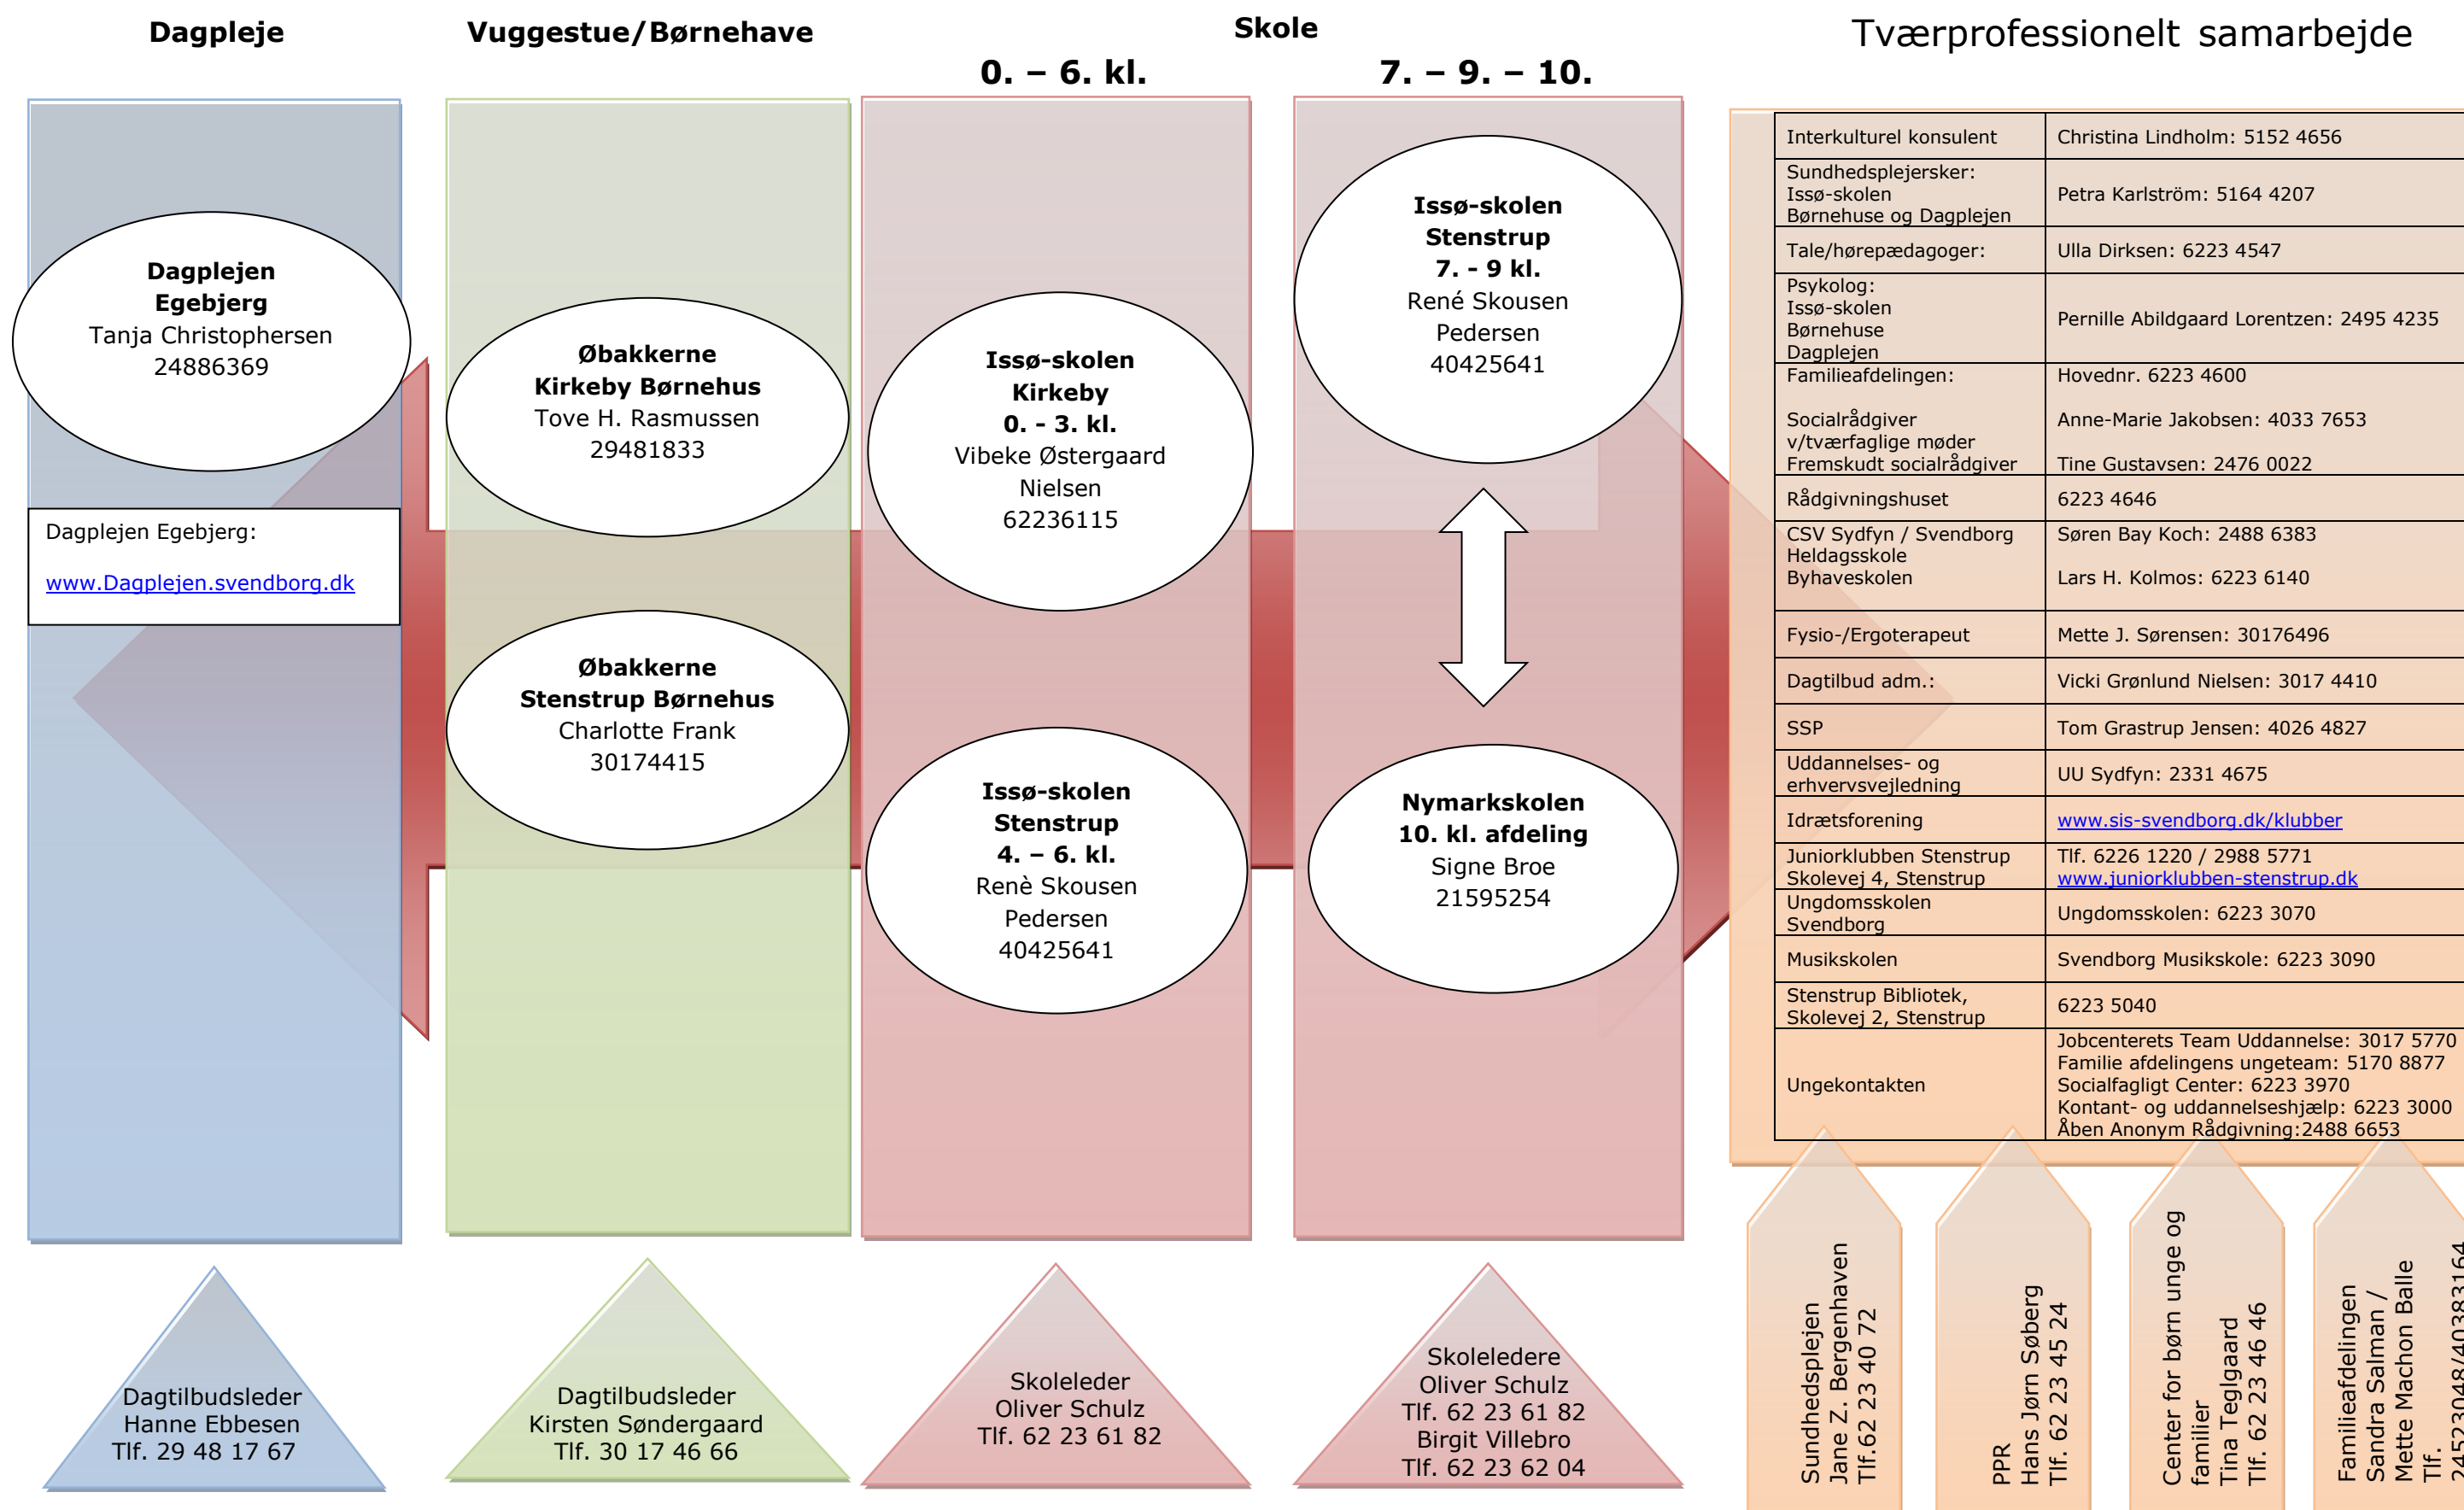 Dagpleje
Vuggestue/Børnehave
Skole
0. – 6. kl.
7. – 9. – 10.
Tværprofessionelt samarbejde
Dagplejen
Egebjerg
Tanja Christophersen
24886369
Dagplejen Egebjerg:
www.Dagplejen.svendborg.dk
Øbakkerne
Kirkeby Børnehus
Tove H. Rasmussen
29481833
Øbakkerne
Stenstrup Børnehus
Charlotte Frank
30174415
Issø-skolen
Kirkeby
0. - 3. kl.
Vibeke Østergaard
Nielsen
62236115
Issø-skolen
Stenstrup
4. – 6. kl.
Renè Skousen
Pedersen
40425641
Issø-skolen
Stenstrup
7. - 9 kl.
René Skousen
Pedersen
40425641
Nymarkskolen
10. kl. afdeling
Signe Broe
21595254
Interkulturel konsulent
Christina Lindholm: 5152 4656
Sundhedsplejersker:
Issø-skolen
Børnehuse og Dagplejen
Petra Karlström: 5164 4207
Tale/hørepædagoger:
Ulla Dirksen: 6223 4547
Psykolog:
Issø-skolen
Børnehuse
Dagplejen
Pernille Abildgaard Lorentzen: 2495 4235
Familieafdelingen:
Hovednr. 6223 4600
Socialrådgiver
v/tværfaglige møder
Anne-Marie Jakobsen: 4033 7653
Fremskudt socialrådgiver
Tine Gustavsen: 2476 0022
Rådgivningshuset
6223 4646
CSV Sydfyn / Svendborg
Heldagsskole
Søren Bay Koch: 2488 6383
Byhaveskolen
Lars H. Kolmos: 6223 6140
Fysio-/Ergoterapeut
Mette J. Sørensen: 30176496
Dagtilbud adm.:
Vicki Grønlund Nielsen: 3017 4410
SSP
Tom Grastrup Jensen: 4026 4827
Uddannelses- og
erhvervsvejledning
UU Sydfyn: 2331 4675
Idrætsforening
www.sis-svendborg.dk/klubber
Juniorklubben Stenstrup
Skolevej 4, Stenstrup
Tlf. 6226 1220 / 2988 5771
www.juniorklubben-stenstrup.dk
Ungdomsskolen
Svendborg
Ungdomsskolen: 6223 3070
Musikskolen
Svendborg Musikskole: 6223 3090
Stenstrup Bibliotek,
Skolevej 2, Stenstrup
6223 5040
Ungekontakten
Jobcenterets Team Uddannelse: 3017 5770
Familie afdelingens ungeteam: 5170 8877
Socialfagligt Center: 6223 3970
Kontant- og uddannelseshjælp: 6223 3000
Åben Anonym Rådgivning:2488 6653
Dagtilbudsleder
Hanne Ebbesen
Tlf. 29 48 17 67
Dagtilbudsleder
Kirsten Søndergaard
Tlf. 30 17 46 66
Skoleleder
Oliver Schulz
Tlf. 62 23 61 82
Skoleledere
Oliver Schulz
Tlf. 62 23 61 82
Birgit Villebro
Tlf. 62 23 62 04
Sundhedsplejen
Jane Z. Bergenhaven
Tlf.62 23 40 72
PPR
Hans Jørn Søberg
Tlf. 62 23 45 24
Center for børn unge og
familier
Tina Teglgaard
Tlf. 62 23 46 46
Familieafdelingen
Sandra Salman /
Mette Machon Balle
Tlf.
24523048/40383164